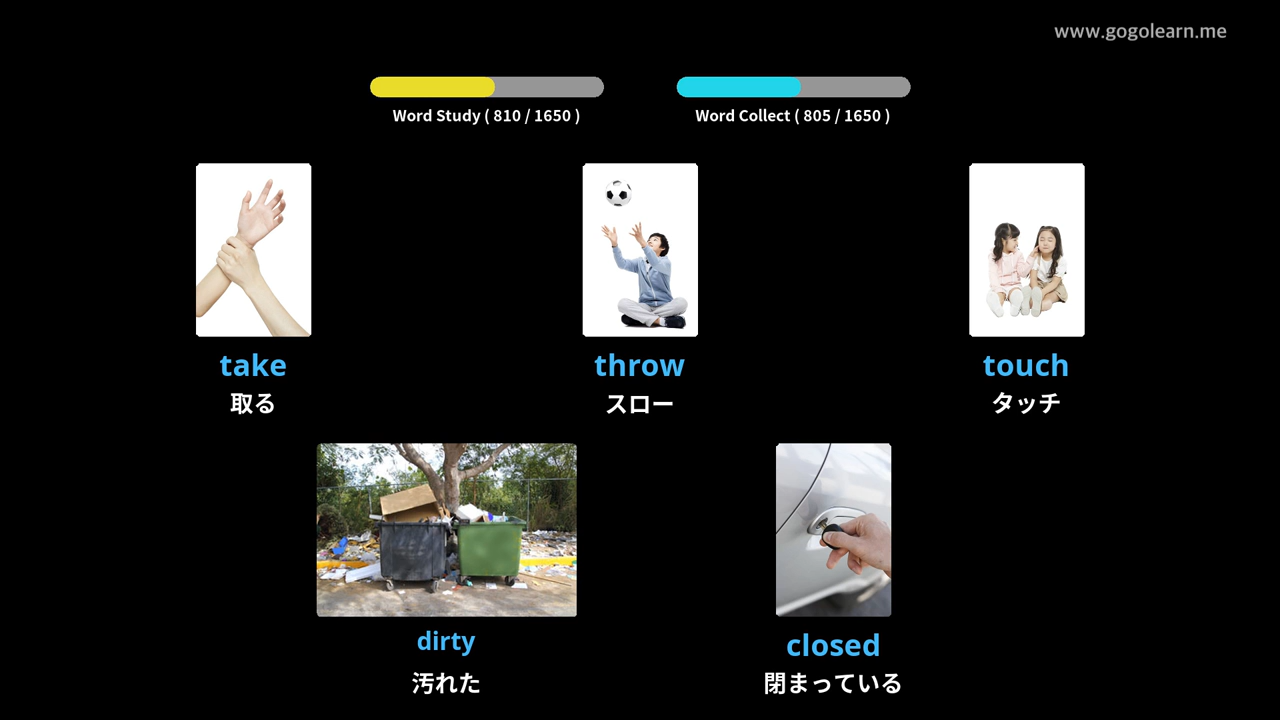 www.gogolearn.me
Word Study ( 810 / 1650 )
Word Collect ( 805 / 1650 )
take
取る
throw
スロー
touch
タッチ
dirty
汚れた
closed
閉まっている